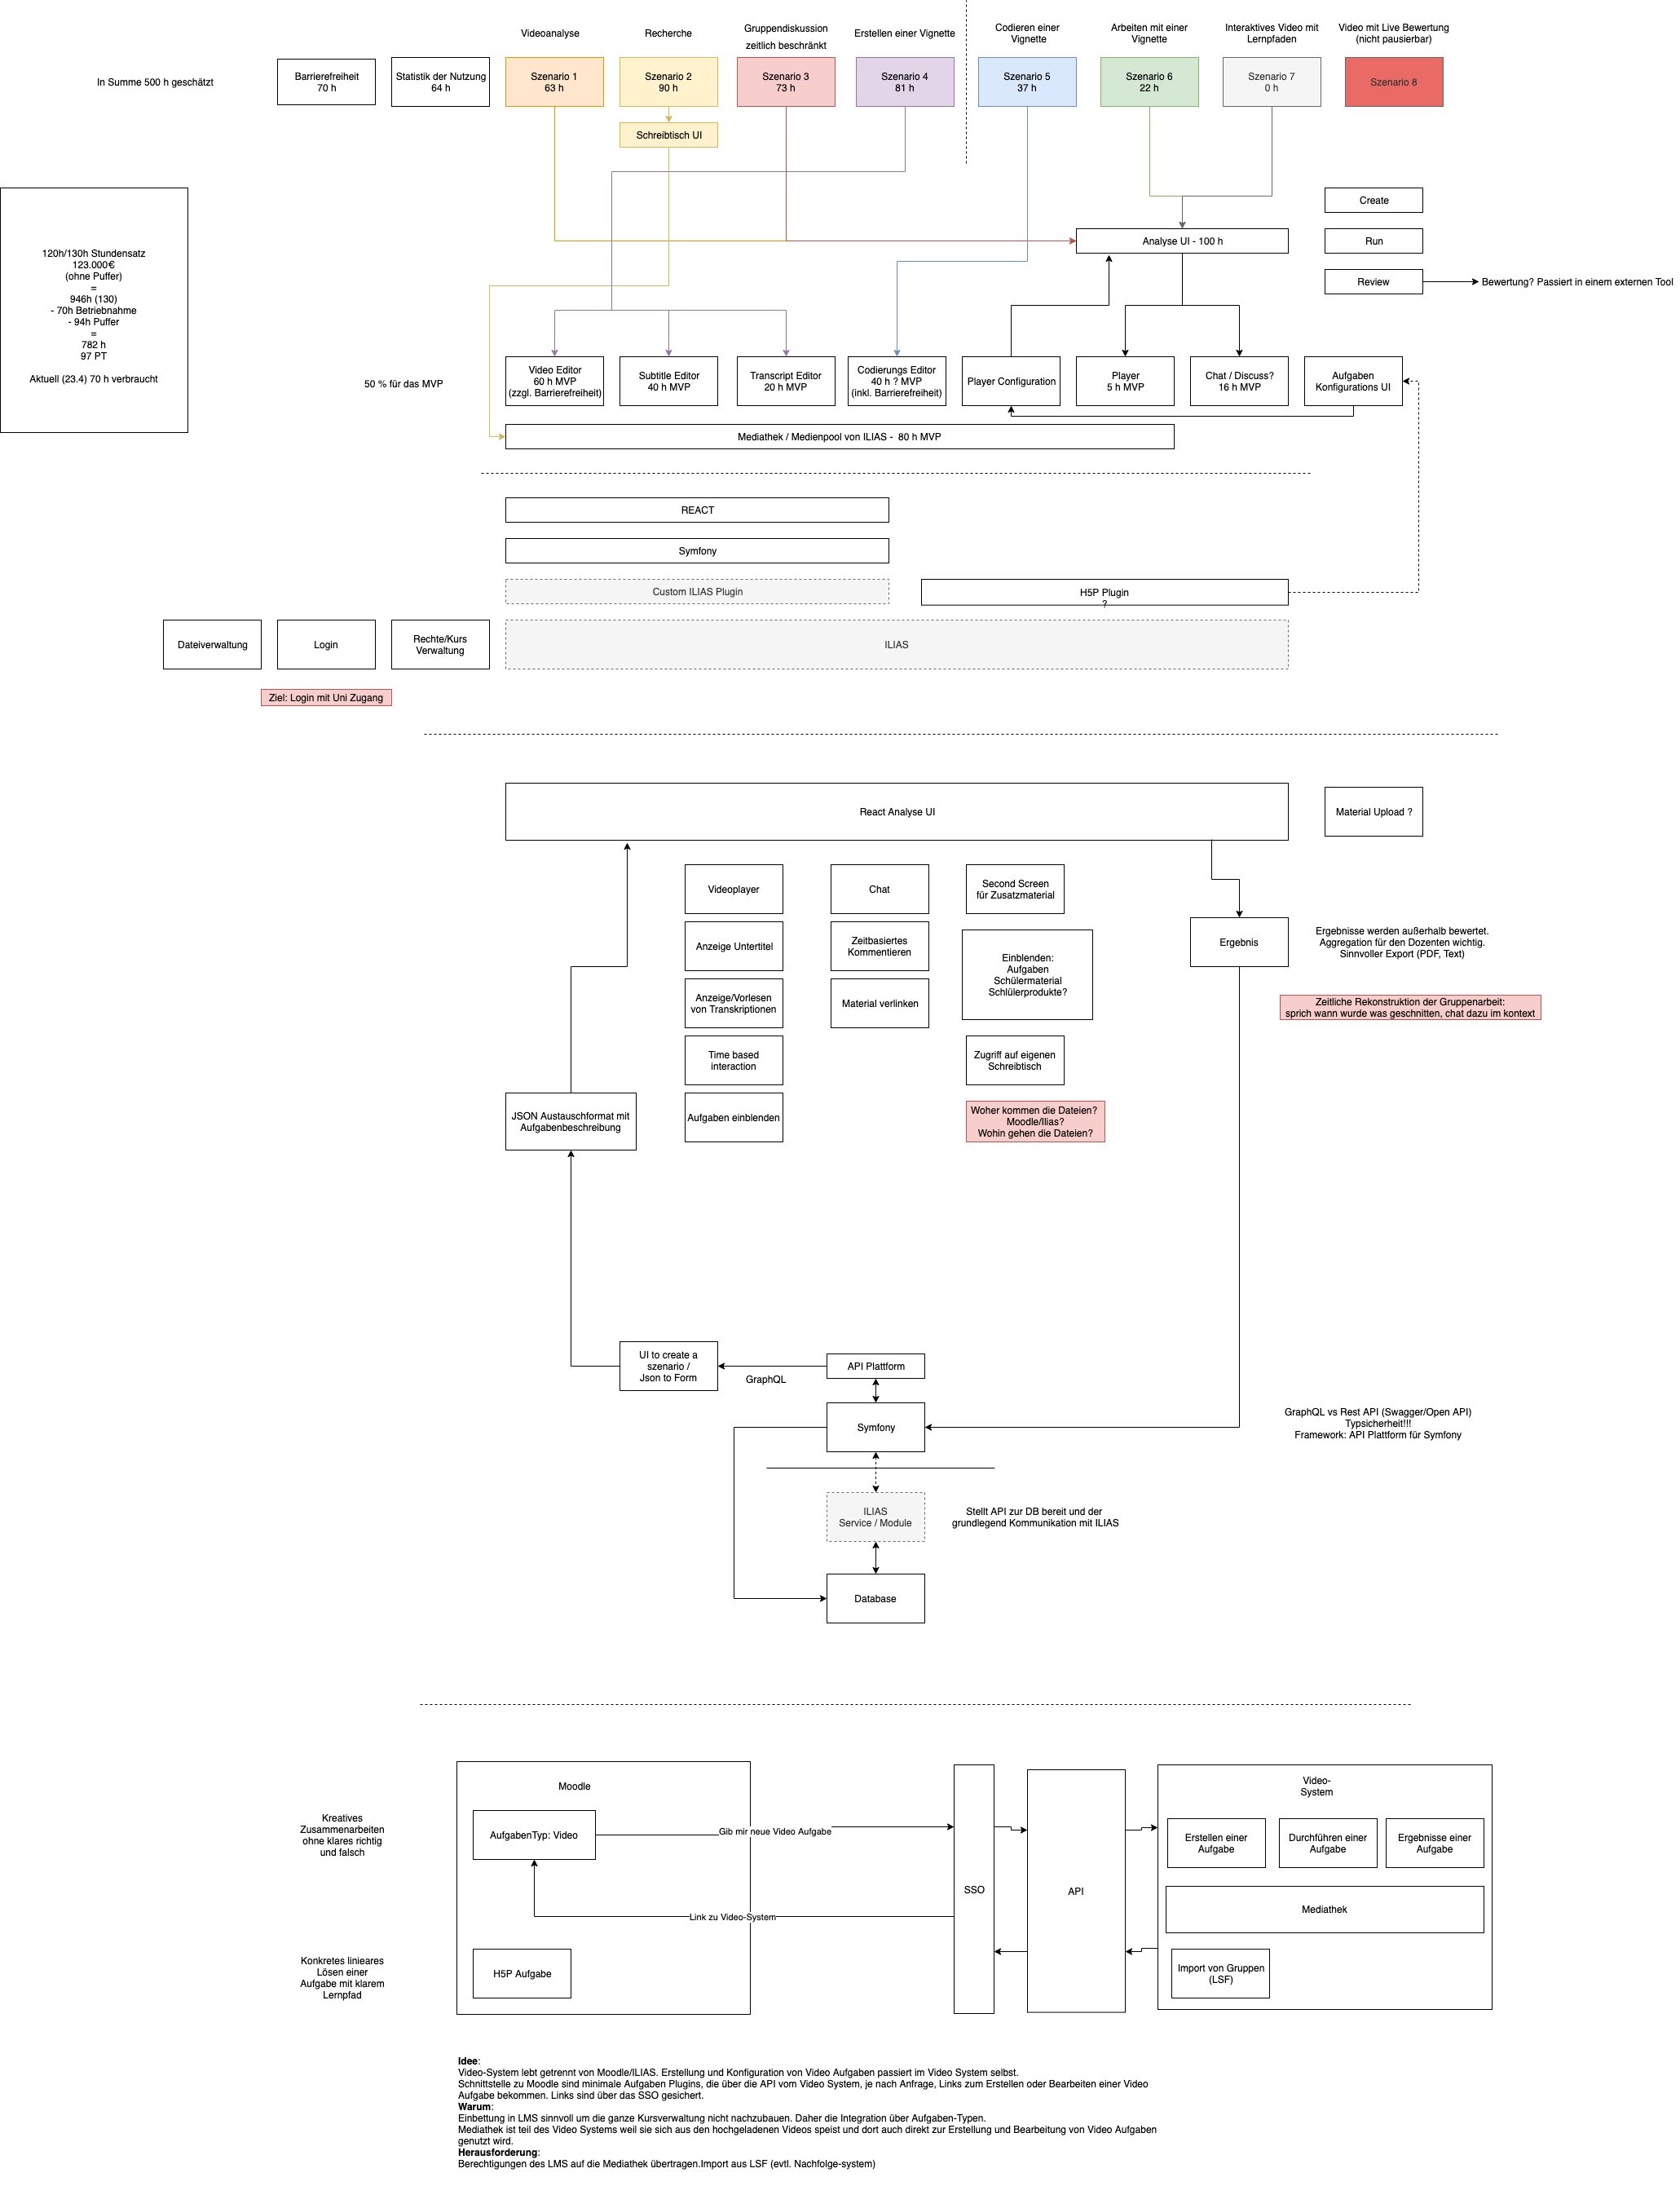 Videoanalyse
Recherche
Gruppendiskussion
zeitlich beschränkt
Erstellen einer Vignette
Codieren einer
Vignette
Arbeiten mit einer
Vignette
Interaktives Video mit
Lernpfaden
Video mit Live Bewertung
(nicht pausierbar)
In Summe 500 h geschätzt
Barrierefreiheit
70 h
Statistik der Nutzung
64 h
Szenario 1
63 h
Szenario 2
90 h
Szenario 3
73 h
Szenario 4
81 h
Szenario 5
37 h
Szenario 6
22 h
Szenario 7
0 h
Szenario 8
Schreibtisch UI
120h/130h Stundensatz
123.000€
(ohne Puffer)
=
946h (130)
- 70h Betriebnahme
- 94h Puffer
=
782 h
97 PT
Aktuell (23.4) 70 h verbraucht
Create
Analyse UI - 100 h
Run
Review
Bewertung? Passiert in einem externen Tool
50 % für das MVP
Video Editor
60 h MVP
(zzgl. Barrierefreiheit)
Subtitle Editor
40 h MVP
Transcript Editor
20 h MVP
Codierungs Editor
40 h ? MVP
(inkl. Barrierefreiheit)
Player Configuration
Player
5 h MVP
Chat / Discuss?
16 h MVP
Aufgaben
Konfigurations UI
Mediathek / Medienpool von ILIAS -  80 h MVP
REACT
Symfony
Custom ILIAS Plugin
H5P Plugin
?
Dateiverwaltung
Login
Rechte/Kurs
Verwaltung
ILIAS
Ziel: Login mit Uni Zugang
React Analyse UI
Material Upload ?
Videoplayer
Chat
Second Screen
für Zusatzmaterial
Anzeige Untertitel
Zeitbasiertes
Kommentieren
Einblenden:
Aufgaben
Schülermaterial
Schlülerprodukte?
Ergebnis
Ergebnisse werden außerhalb bewertet.
Aggregation für den Dozenten wichtig.
Sinnvoller Export (PDF, Text)
Anzeige/Vorlesen
von Transkriptionen
Material verlinken
Zeitliche Rekonstruktion der Gruppenarbeit:
sprich wann wurde was geschnitten, chat dazu im kontext
Time based
interaction
Zugriff auf eigenen
Schreibtisch
JSON Austauschformat mit
Aufgabenbeschreibung
Aufgaben einblenden
Woher kommen die Dateien?
Moodle/Ilias?
Wohin gehen die Dateien?
UI to create a
szenario /
Json to Form
GraphQL
API Plattform
Symfony
GraphQL vs Rest API (Swagger/Open API)
Typsicherheit!!!
Framework: API Plattform für Symfony
ILIAS
Service / Module
Stellt API zur DB bereit und der
grundlegend Kommunikation mit ILIAS
Database
Kreatives
Zusammenarbeiten
ohne klares richtig
und falsch
Moodle
AufgabenTyp: Video
Gib mir neue Video Aufgabe
Link zu Video-System
SSO
API
Video-
System
Erstellen einer
Aufgabe
Durchführen einer
Aufgabe
Ergebnisse einer
Aufgabe
Mediathek
Import von Gruppen
(LSF)
Konkretes linieares
Lösen einer
Aufgabe mit klarem
Lernpfad
H5P Aufgabe
Idee:
Video-System lebt getrennt von Moodle/ILIAS. Erstellung und Konfiguration von Video Aufgaben passiert im Video System selbst.
Schnittstelle zu Moodle sind minimale Aufgaben Plugins, die über die API vom Video System, je nach Anfrage, Links zum Erstellen oder Bearbeiten einer Video
Aufgabe bekommen. Links sind über das SSO gesichert.
Warum:
Einbettung in LMS sinnvoll um die ganze Kursverwaltung nicht nachzubauen. Daher die Integration über Aufgaben-Typen.
Mediathek ist teil des Video Systems weil sie sich aus den hochgeladenen Videos speist und dort auch direkt zur Erstellung und Bearbeitung von Video Aufgaben
genutzt wird.
Herausforderung:
Berechtigungen des LMS auf die Mediathek übertragen.Import aus LSF (evtl. Nachfolge-system)